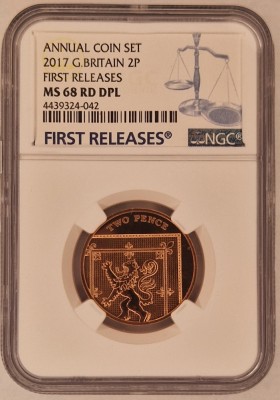 ANNUAL COIN SET
2017 G.BRITAIN 2P
FIRST RELEASES
MS 68 RD DPL
4439324-042
FIRST RELEASES®
NGC®
TWO PENCE